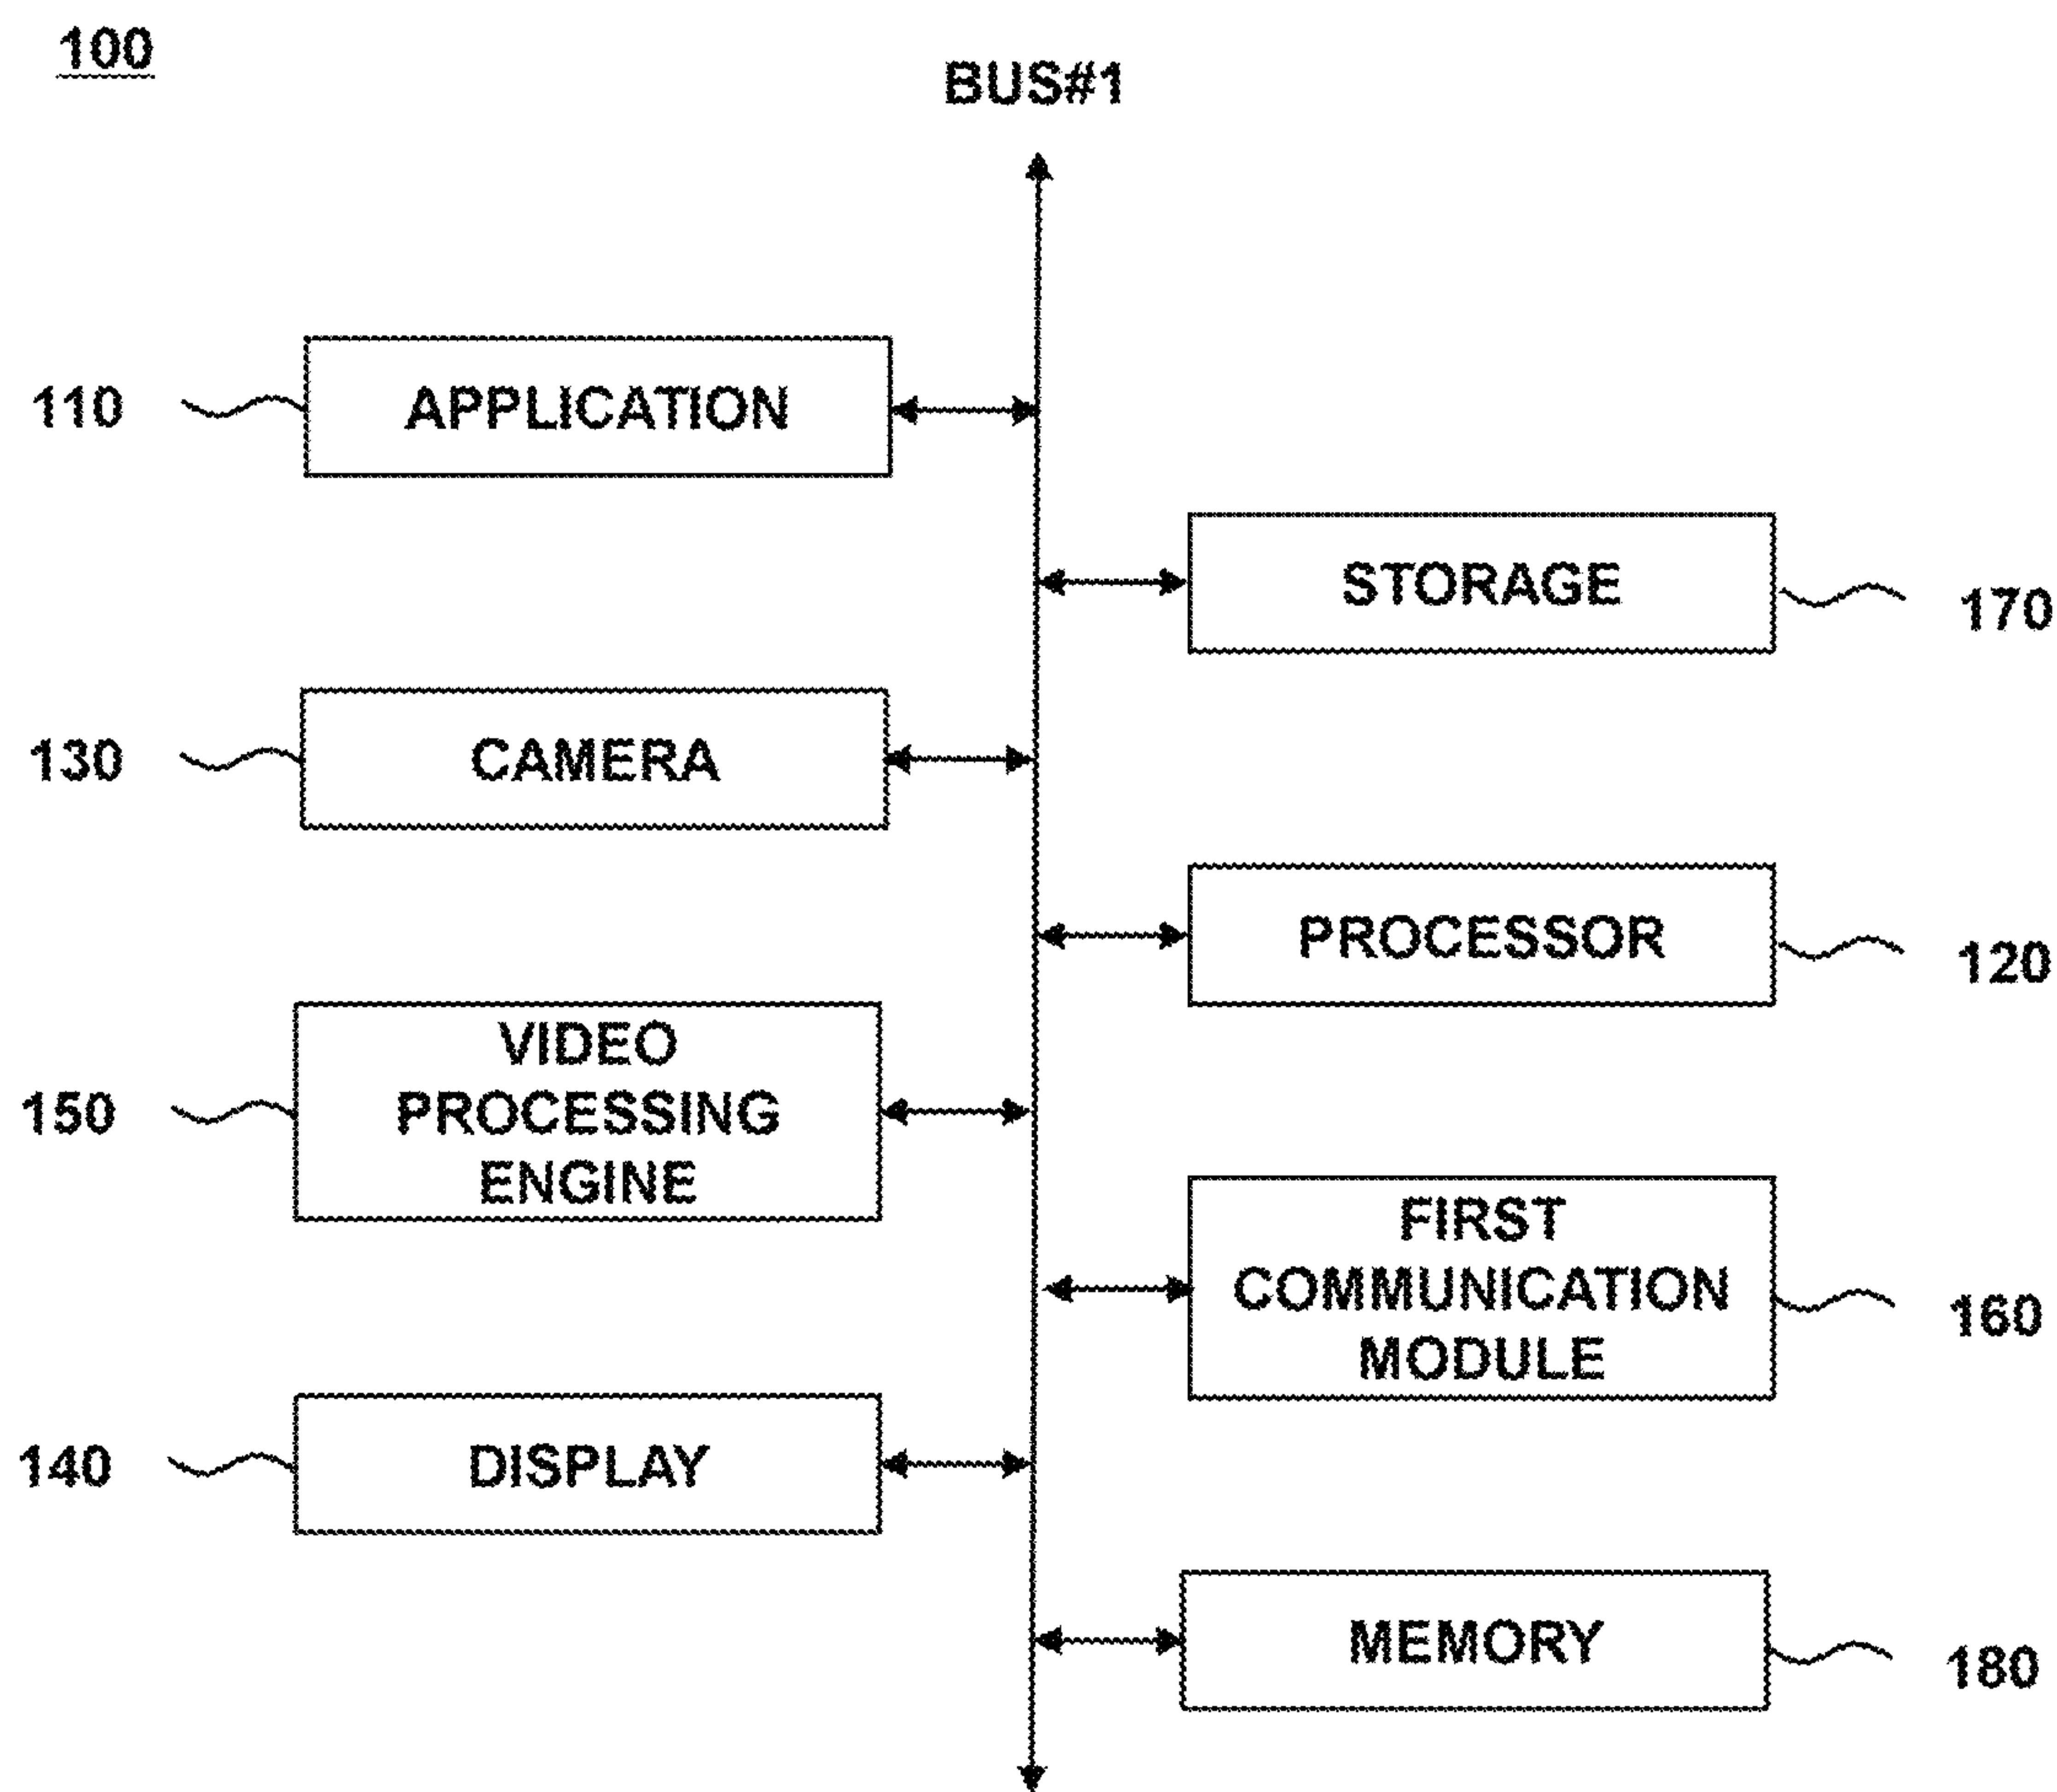 100
BUS#1
110
APPLICATION
STORAGE
170
130
CAMERA
PROCESSOR
120
150
VIDEO
PROCESSING
ENGINE
FIRST
COMMUNICATION
MODULE
160
140
DISPLAY
MEMORY
180